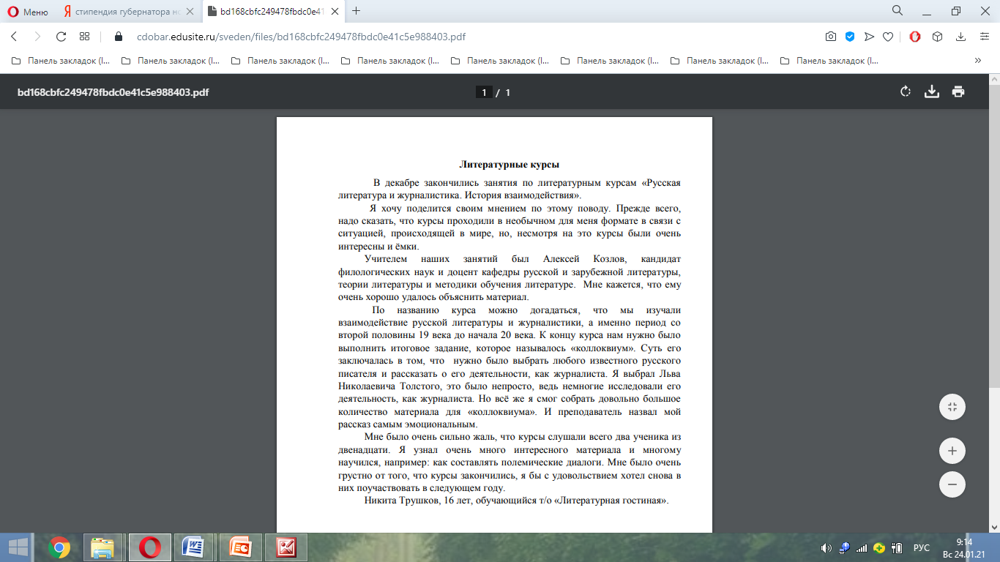 Меню
стипендия губернатора но
bd168cbfc249478fbdc0e41
cdobar.edusite.ru/sveden/files/bd168cbfc249478fbdc0e41c5e988403.pdf
Панель закладок (I... Панель закладок (I... Панель закладок (I... Панель закладок (I... Панель закладок (I... Панель закладок (I... Панель закладок (I... Панель закладок (I...
bd168cbfc249478fbdc0e41c5e988403.pdf
1 / 1
Литературные курсы
В декабре закончились занятия по литературным курсам «Русская
литература и журналистика. История взаимодействия».
Я хочу поделится своим мнением по этому поводу. Прежде всего,
надо сказать, что курсы проходили в необычном для меня формате в связи с
ситуацией, происходящей в мире, но, несмотря на это курсы были очень
интересны и ёмки.
Учителем наших занятий был Алексей Козлов, кандидат
филологических наук и доцент кафедры русской и зарубежной литературы,
теории литературы и методики обучения литературе. Мне кажется, что ему
очень хорошо удалось объяснить материал.
По названию курса можно догадаться, что мы изучали
взаимодействие русской литературы и журналистики, а именно период со
второй половины 19 века до начала 20 века. К концу курса нам нужно было
выполнить итоговое задание, которое называлось «коллоквиум». Суть его
заключалась в том, что нужно было выбрать любого известного русского
писателя и рассказать о его деятельности, как журналиста. Я выбрал Льва
Николаевича Толстого, это было непросто, ведь немногие исследовали его
деятельность, как журналиста. Но всё же я смог собрать довольно большое
количество материала для «коллоквиума». И преподаватель назвал мой
рассказ самым эмоциональным.
Мне было очень сильно жаль, что курсы слушали всего два ученика из
двенадцати. Я узнал очень много интересного материала и многому
научился, например: как составлять полемические диалоги. Мне было очень
грустно от того, что курсы закончились, я бы с удовольствием хотел снова в
них поучаствовать в следующем году.
Никита Трушков, 16 лет, обучающийся т/о «Литературная гостиная».
РУС
9:14
Вс 24.01.21